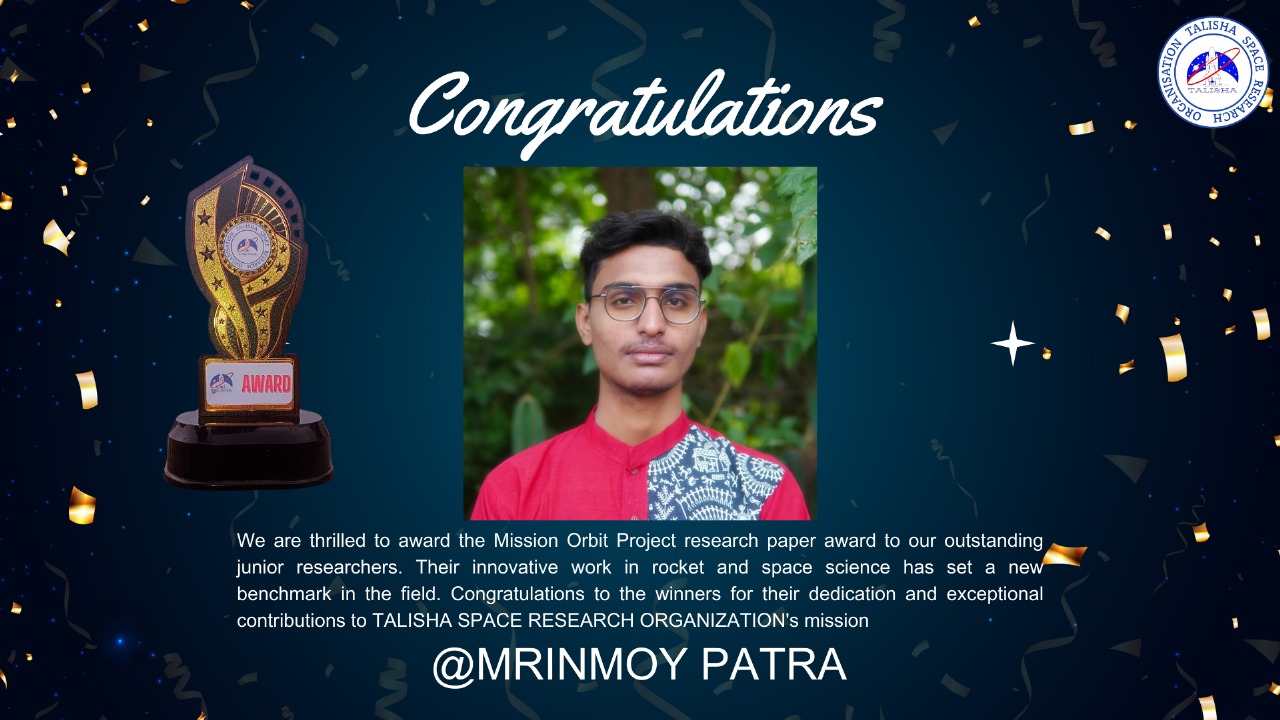 TALISHA SPACE RESEARCH ORGANISATION
TALISHA
Congratulations
AWARD
We are thrilled to award the Mission Orbit Project research paper award to our outstanding
junior researchers. Their innovative work in rocket and space science has set a new
benchmark in the field. Congratulations to the winners for their dedication and exceptional
contributions to TALISHA SPACE RESEARCH ORGANIZATION's mission
@MRINMOY PATRA